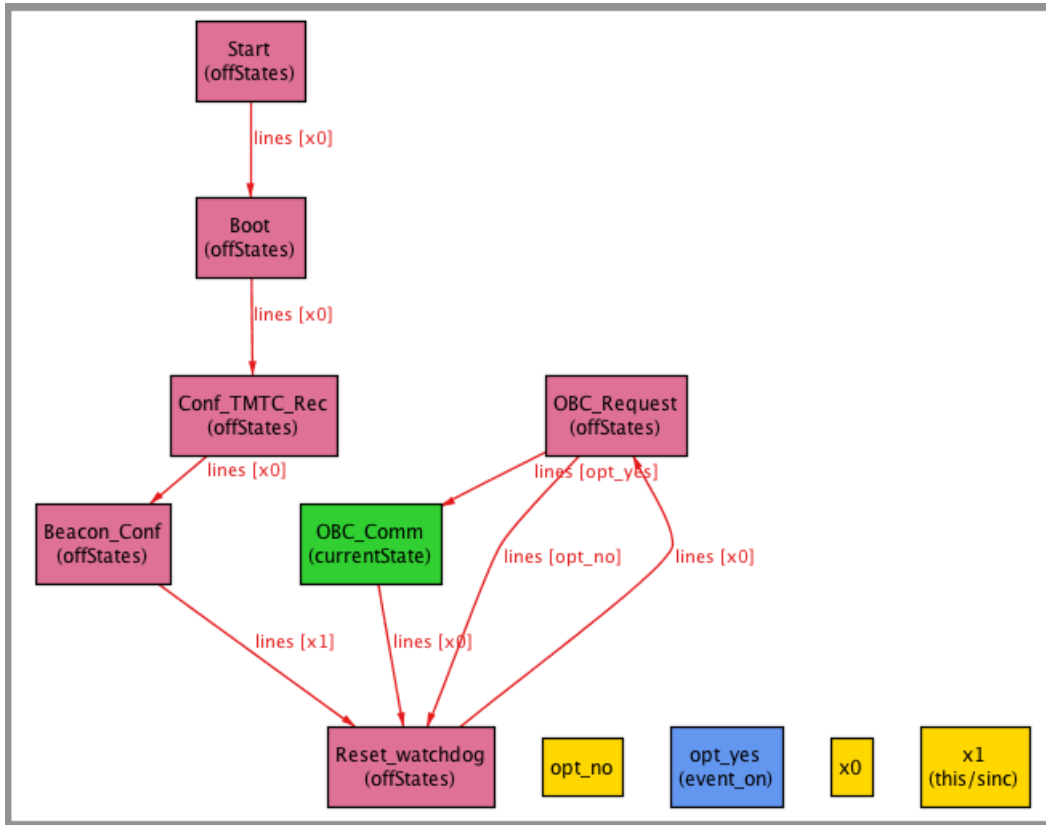 Start
(offStates)
lines [x0]
Boot
(offStates)
lines [x0]
Conf_TMTC_Rec
(offStates)
OBC_Request
(offStates)
lines [x0]
lines [opt_yes]
Beacon_Conf
(offStates)
OBC_Comm
(currentState)
lines [opt_no]
lines [x0]
lines [x1]
lines [x0]
Reset_watchdog
(offStates)
opt_no
opt_yes
(event_on)
x0
x1
(this/sinc)